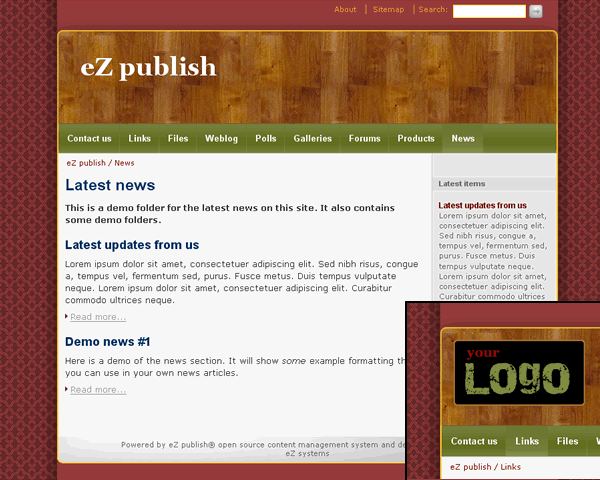 About | Sitemap | Search:
eZ publish
Contact us Links Files Weblog Polls Galleries Forums Products News
eZ publish / News
Latest news
This is a demo folder for the latest news on this site. It also contains
some demo folders.
Latest updates from us
Lorem ipsum dolor sit amet, consectetuer adipiscing elit. Sed nibh risus, congue
a, tempus vel, fermentum sed, purus. Fusce metus. Duis tempus vulputate
neque. Lorem ipsum dolor sit amet, consectetuer adipiscing elit. Curabitur
commodo ultrices neque.
Read more...
Demo news #1
Here is a demo of the news section. It will show some example formatting
you can use in your own news articles.
Read more...
Latest items
Latest updates from us
Lorem ipsum dolor sit amet,
consectetuer adipiscing elit.
Sed nibh risus, congue a,
tempus vel, fermentum sed,
purus. Fusce metus. Duis
tempus vulputate neque.
Lorem ipsum dolor sit amet,
consectetuer adipiscing elit.
Curabitur commodo ultrices
Powered by eZ publish® open source content management system and
eZ systems
your
LOGO
Contact us Links Files
eZ publish / Links